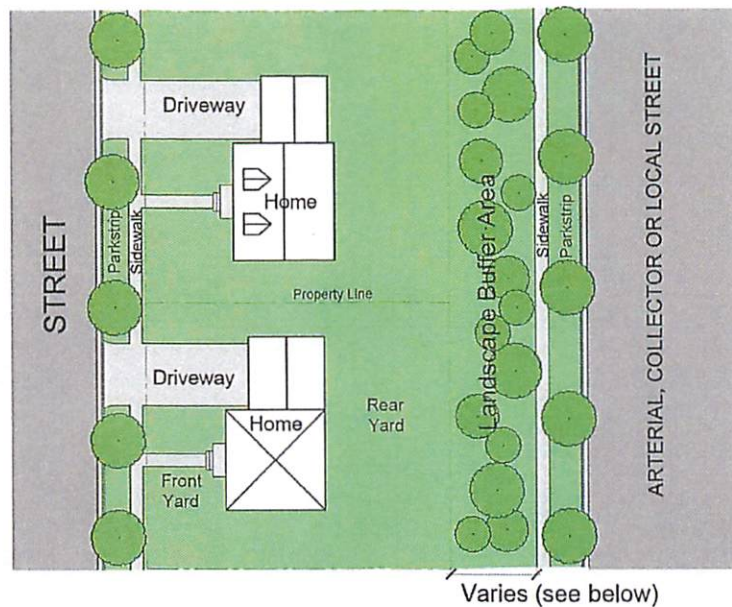 STREET
Parkstrip
Sidewalk
Driveway
Home
Property Line
Driveway
Home
Front
Yard
Rear
Yard
Landscape Buffer Area
Sidewalk
Parkstrip
ARTERIAL, COLLECTOR OR LOCAL STREET
Varies (see below)